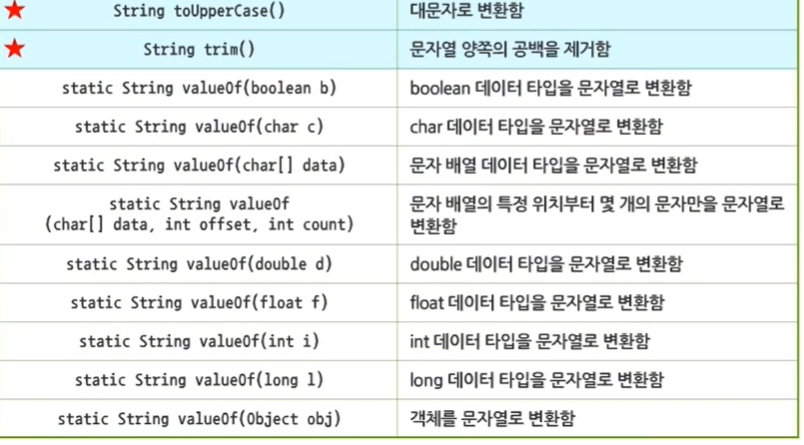 String toUpperCase() 대문자로 변환함
String trim() 문자열 양쪽의 공백을 제거함
static String valueOf(boolean b) boolean 데이터 타입을 문자열로 변환함
static String valueOf(char c) char 데이터 타입을 문자열로 변환함
static String valueOf(char[] data) 문자 배열 데이터 타입을 문자열로 변환함
static String valueOf
(char[] data, int offset, int count)
문자 배열의 특정 위치부터 몇 개의 문자만을 문자열로
변환함
static String valueOf(double d) double 데이터 타입을 문자열로 변환함
static String valueOf(float f) float 데이터 타입을 문자열로 변환함
static String valueOf(int i) int 데이터 타입을 문자열로 변환함
static String valueOf(long l) long 데이터 타입을 문자열로 변환함
static String valueOf(Object obj) 객체를 문자열로 변환함